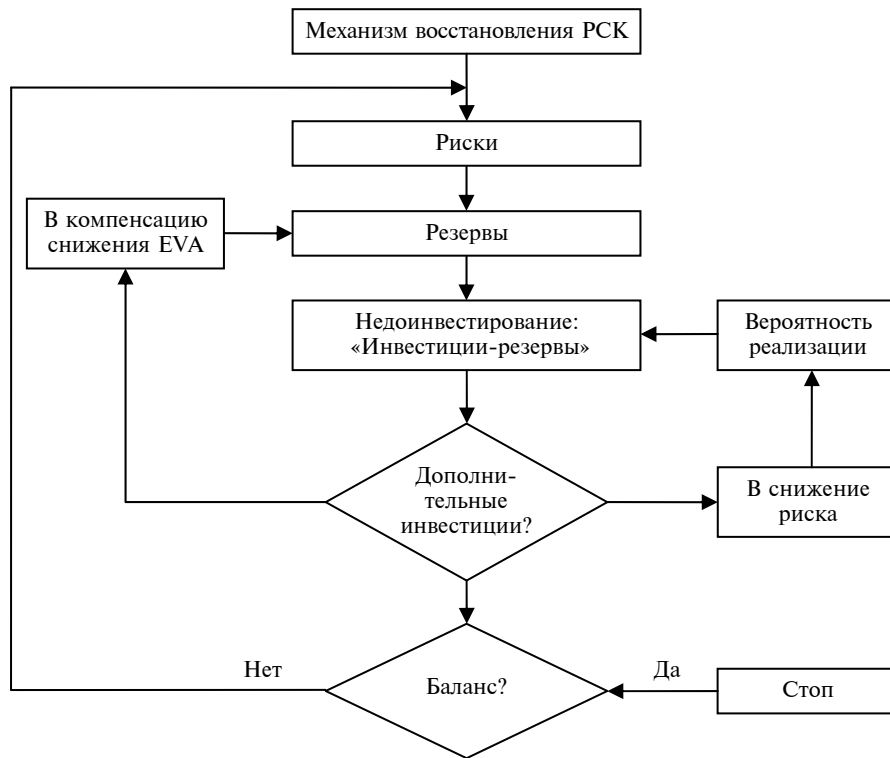 Механизм восстановления РСК
Риски
В компенсацию
снижения EVA
Резервы
Недоинвестирование:
«Инвестиции-резервы»
Вероятность
реализации
Дополни-
тельные
инвестиции?
В снижение
риска
Нет
Баланс?
Да
Стоп